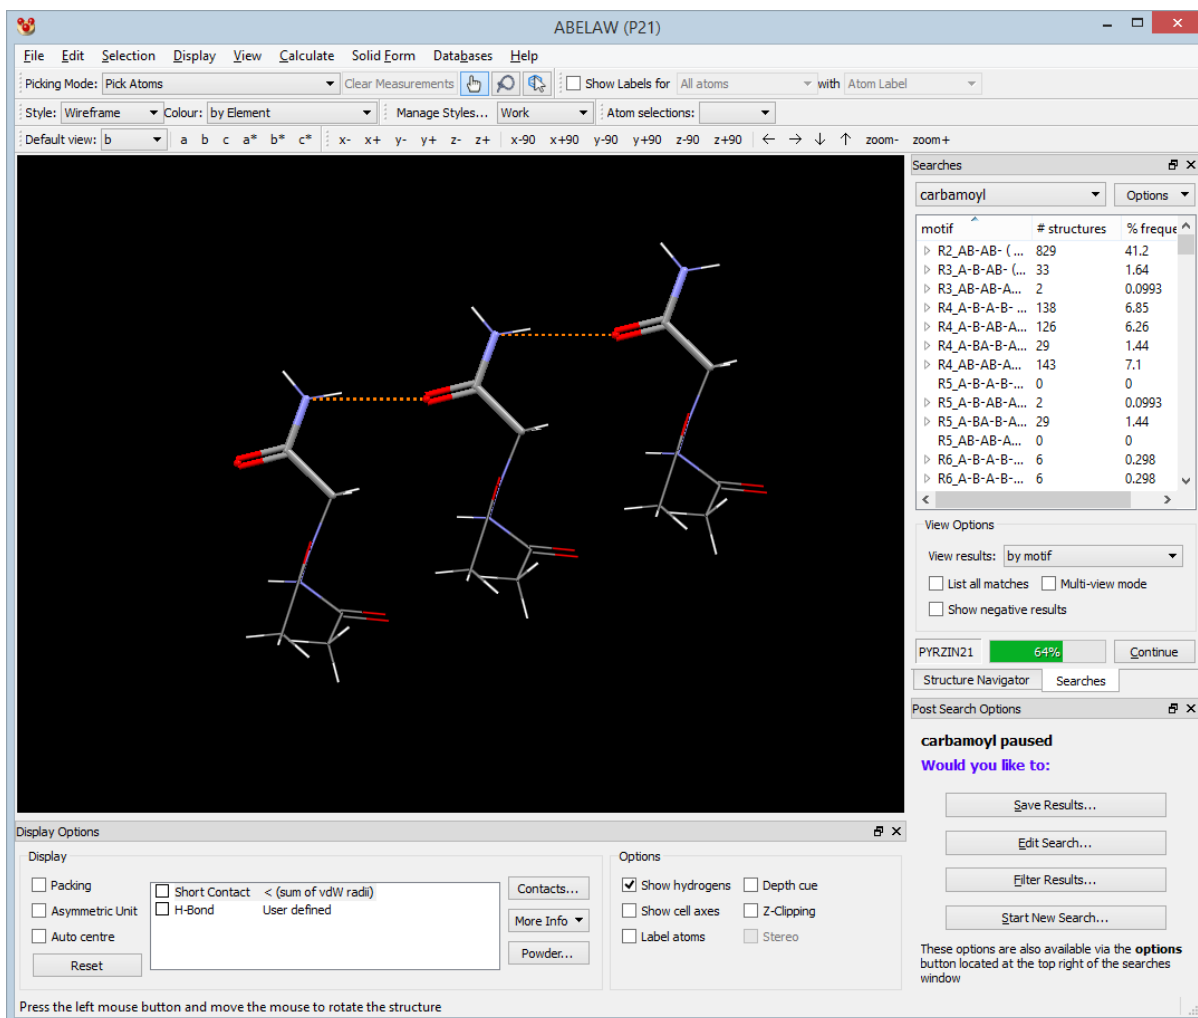 ABELAW (P21)
File Edit Selection Display View Calculate Solid Form Databases Help
Picking Mode: Pick Atoms Clear Measurements Show Labels for All atoms with Atom Label
Style: Wireframe Colour: by Element Manage Styles... Work Atom selections:
Default view: b a b c a* b* c* x- x+ y- y+ z- z+ x-90 x+90 y-90 y+90 z-90 z+90 ← → ↓ ↑ zoom- zoom+
Searches
carbamoyl Options
motif # structures % freque
R2_AB-AB- ( ... 829 41.2
R3_A-B-AB- (... 33 1.64
R3_AB-AB-A... 2 0.0993
R4_A-B-A-B- ... 138 6.85
R4_A-B-AB-A... 126 6.26
R4_A-BA-B-A... 29 1.44
R4_AB-AB-A... 143 7.1
R5_A-B-A-B-... 0 0
R5_A-B-AB-A... 2 0.0993
R5_A-BA-B-A... 29 1.44
R5_AB-AB-A... 0 0
R6_A-B-A-B-... 6 0.298
R6_A-B-A-B-... 6 0.298
View Options
View results: by motif
List all matches Multi-view mode
Show negative results
PYRZIN21 64% Continue
Structure Navigator Searches
Post Search Options
carbamoyl paused
Would you like to:
Save Results...
Edit Search...
Filter Results...
Start New Search...
These options are also available via the options
button located at the top right of the searches
window
Display Options
Display
Packing
Asymmetric Unit
Auto centre
Reset
Short Contact < (sum of vdW radii)
H-Bond User defined
Contacts...
More Info
Powder...
Options
Show hydrogens Depth cue
Show cell axes Z-Clipping
Label atoms Stereo
Press the left mouse button and move the mouse to rotate the structure